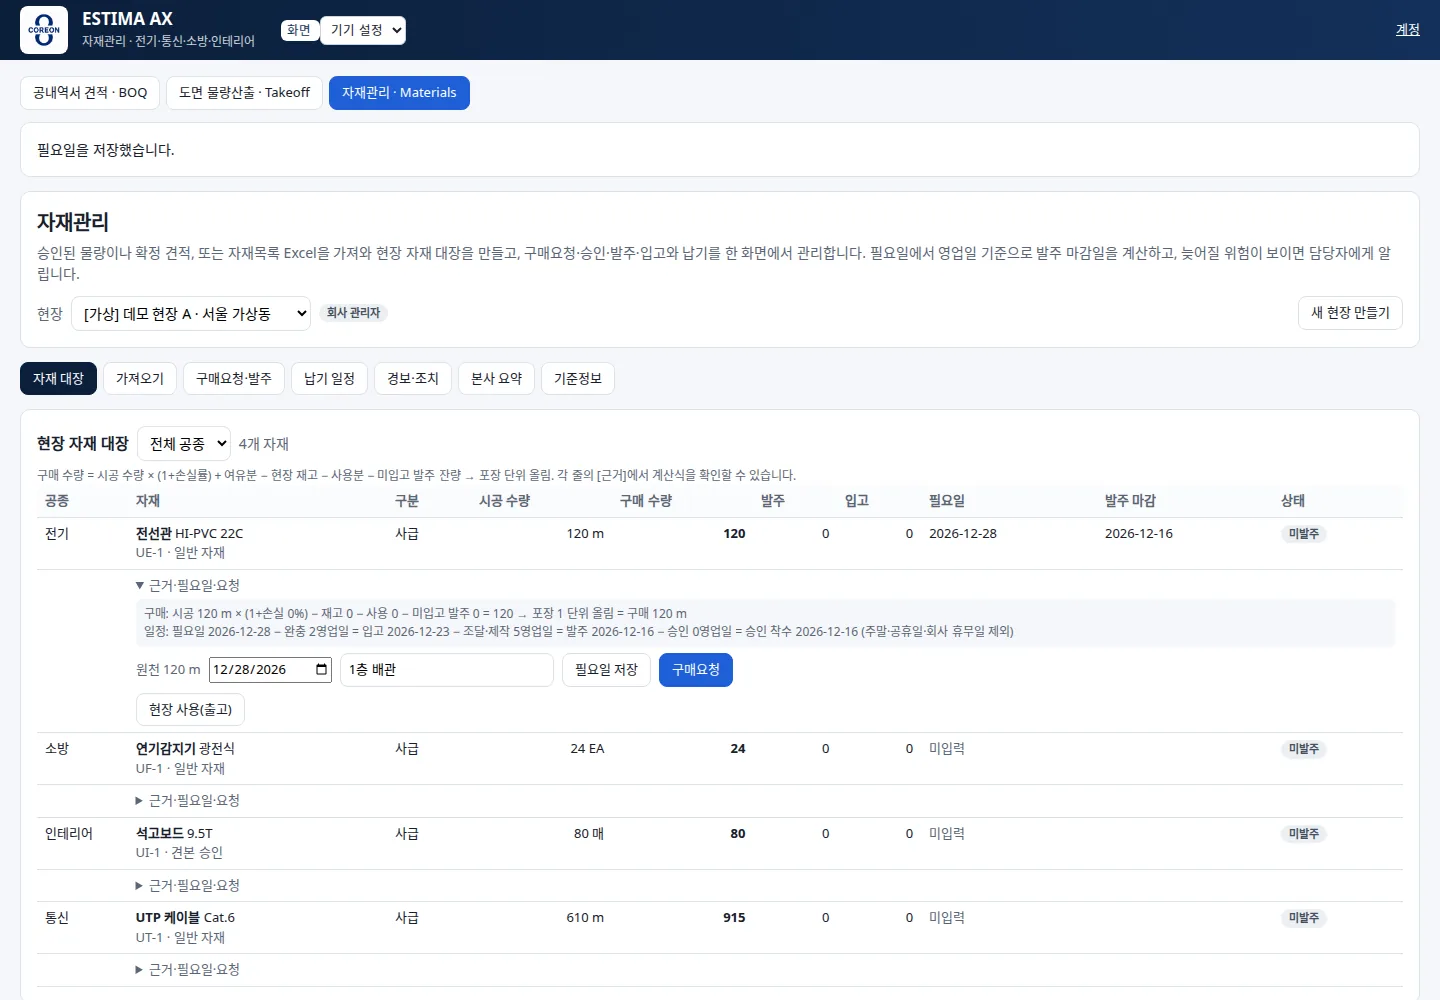 COREON
ESTIMA AX
자재관리 · 전기·통신·소방·인테리어
화면 기기 설정
계정
공내역서 견적 · BOQ 도면 물량산출 · Takeoff 자재관리 · Materials
필요일을 저장했습니다.
자재관리
승인된 물량이나 확정 견적, 또는 자재목록 Excel을 가져와 현장 자재 대장을 만들고, 구매요청·승인·발주·입고와 납기를 한 화면에서 관리합니다. 필요일에서 영업일 기준으로 발주 마감일을 계산하고, 늦어질 위험이 보이면 담당자에게 알
립니다.
현장 [가상] 데모 현장 A · 서울 가상동 회사 관리자 새 현장 만들기
자재 대장 가져오기 구매요청·발주 납기 일정 경보·조치 본사 요약 기준정보
현장 자재 대장 전체 공종 4개 자재
구매 수량 = 시공 수량 × (1+손실률) + 여유분 − 현장 재고 − 사용분 − 미입고 발주 잔량 → 포장 단위 올림. 각 줄의 [근거]에서 계산식을 확인할 수 있습니다.
공종 자재 구분 시공 수량 구매 수량 발주 입고 필요일 발주 마감 상태
전기 전선관 HI-PVC 22C 사급 120 m 120 0 0 2026-12-28 2026-12-16 미발주
UE-1 · 일반 자재
▼ 근거·필요일·요청
구매: 시공 120 m × (1+손실 0%) − 재고 0 − 사용 0 − 미입고 발주 0 = 120 → 포장 1 단위 올림 = 구매 120 m
일정: 필요일 2026-12-28 − 완충 2영업일 = 입고 2026-12-23 − 조달·제작 5영업일 = 발주 2026-12-16 − 승인 0영업일 = 승인 착수 2026-12-16 (주말·공휴일·회사 휴무일 제외)
원천 120 m 12/28/2026 1층 배관 필요일 저장 구매요청
현장 사용(출고)
소방 연기감지기 광전식 사급 24 EA 24 0 0 미입력 미발주
UF-1 · 일반 자재
▶ 근거·필요일·요청
인테리어 석고보드 9.5T 사급 80 매 80 0 0 미입력 미발주
UI-1 · 견본 승인
▶ 근거·필요일·요청
통신 UTP 케이블 Cat.6 사급 610 m 915 0 0 미입력 미발주
UT-1 · 일반 자재
▶ 근거·필요일·요청